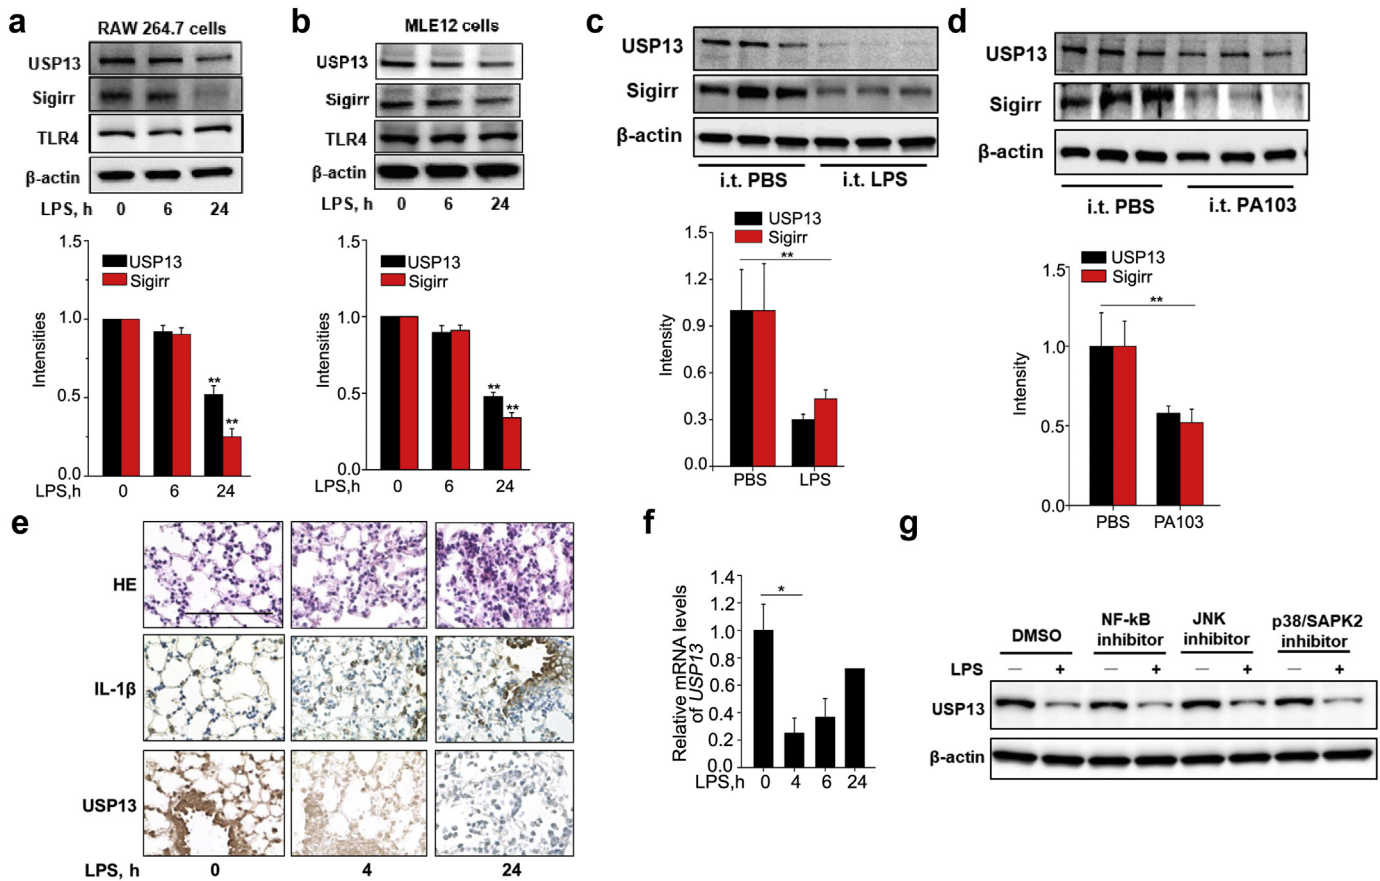 a
RAW 264.7 cells
USP13
Sigirr
TLR4
β-actin
LPS, h 0 6 24
1.5
1.0
0.5
0.0
Intensities
USP13
Sigirr
**
**
LPS,h 0 6 24
b
MLE12 cells
USP13
Sigirr
TLR4
β-actin
LPS, h 0 6 24
1.5
1.0
0.5
0.0
Intensities
USP13
Sigirr
**
**
LPS,h 0 6 24
c
USP13
Sigirr
β-actin
i.t. PBS i.t. LPS
USP13
Sigirr
1.5
1.2
0.9
0.6
0.3
0.0
Intensity
**
PBS LPS
d
USP13
Sigirr
β-actin
i.t. PBS i.t. PA103
USP13
Sigirr
1.5
1.0
0.5
0.0
Intensity
**
PBS PA103
e
HE
IL-1β
USP13
LPS, h 0 4 24
f
1.4
1.2
1.0
0.8
0.6
0.4
0.2
0.0
Relative mRNA levels
of USP13
*
LPS,h 0 4 6 24
g
DMSO
NF-kB
inhibitor
JNK
inhibitor
p38/SAPK2
inhibitor
LPS — + — + — + — +
USP13
β-actin